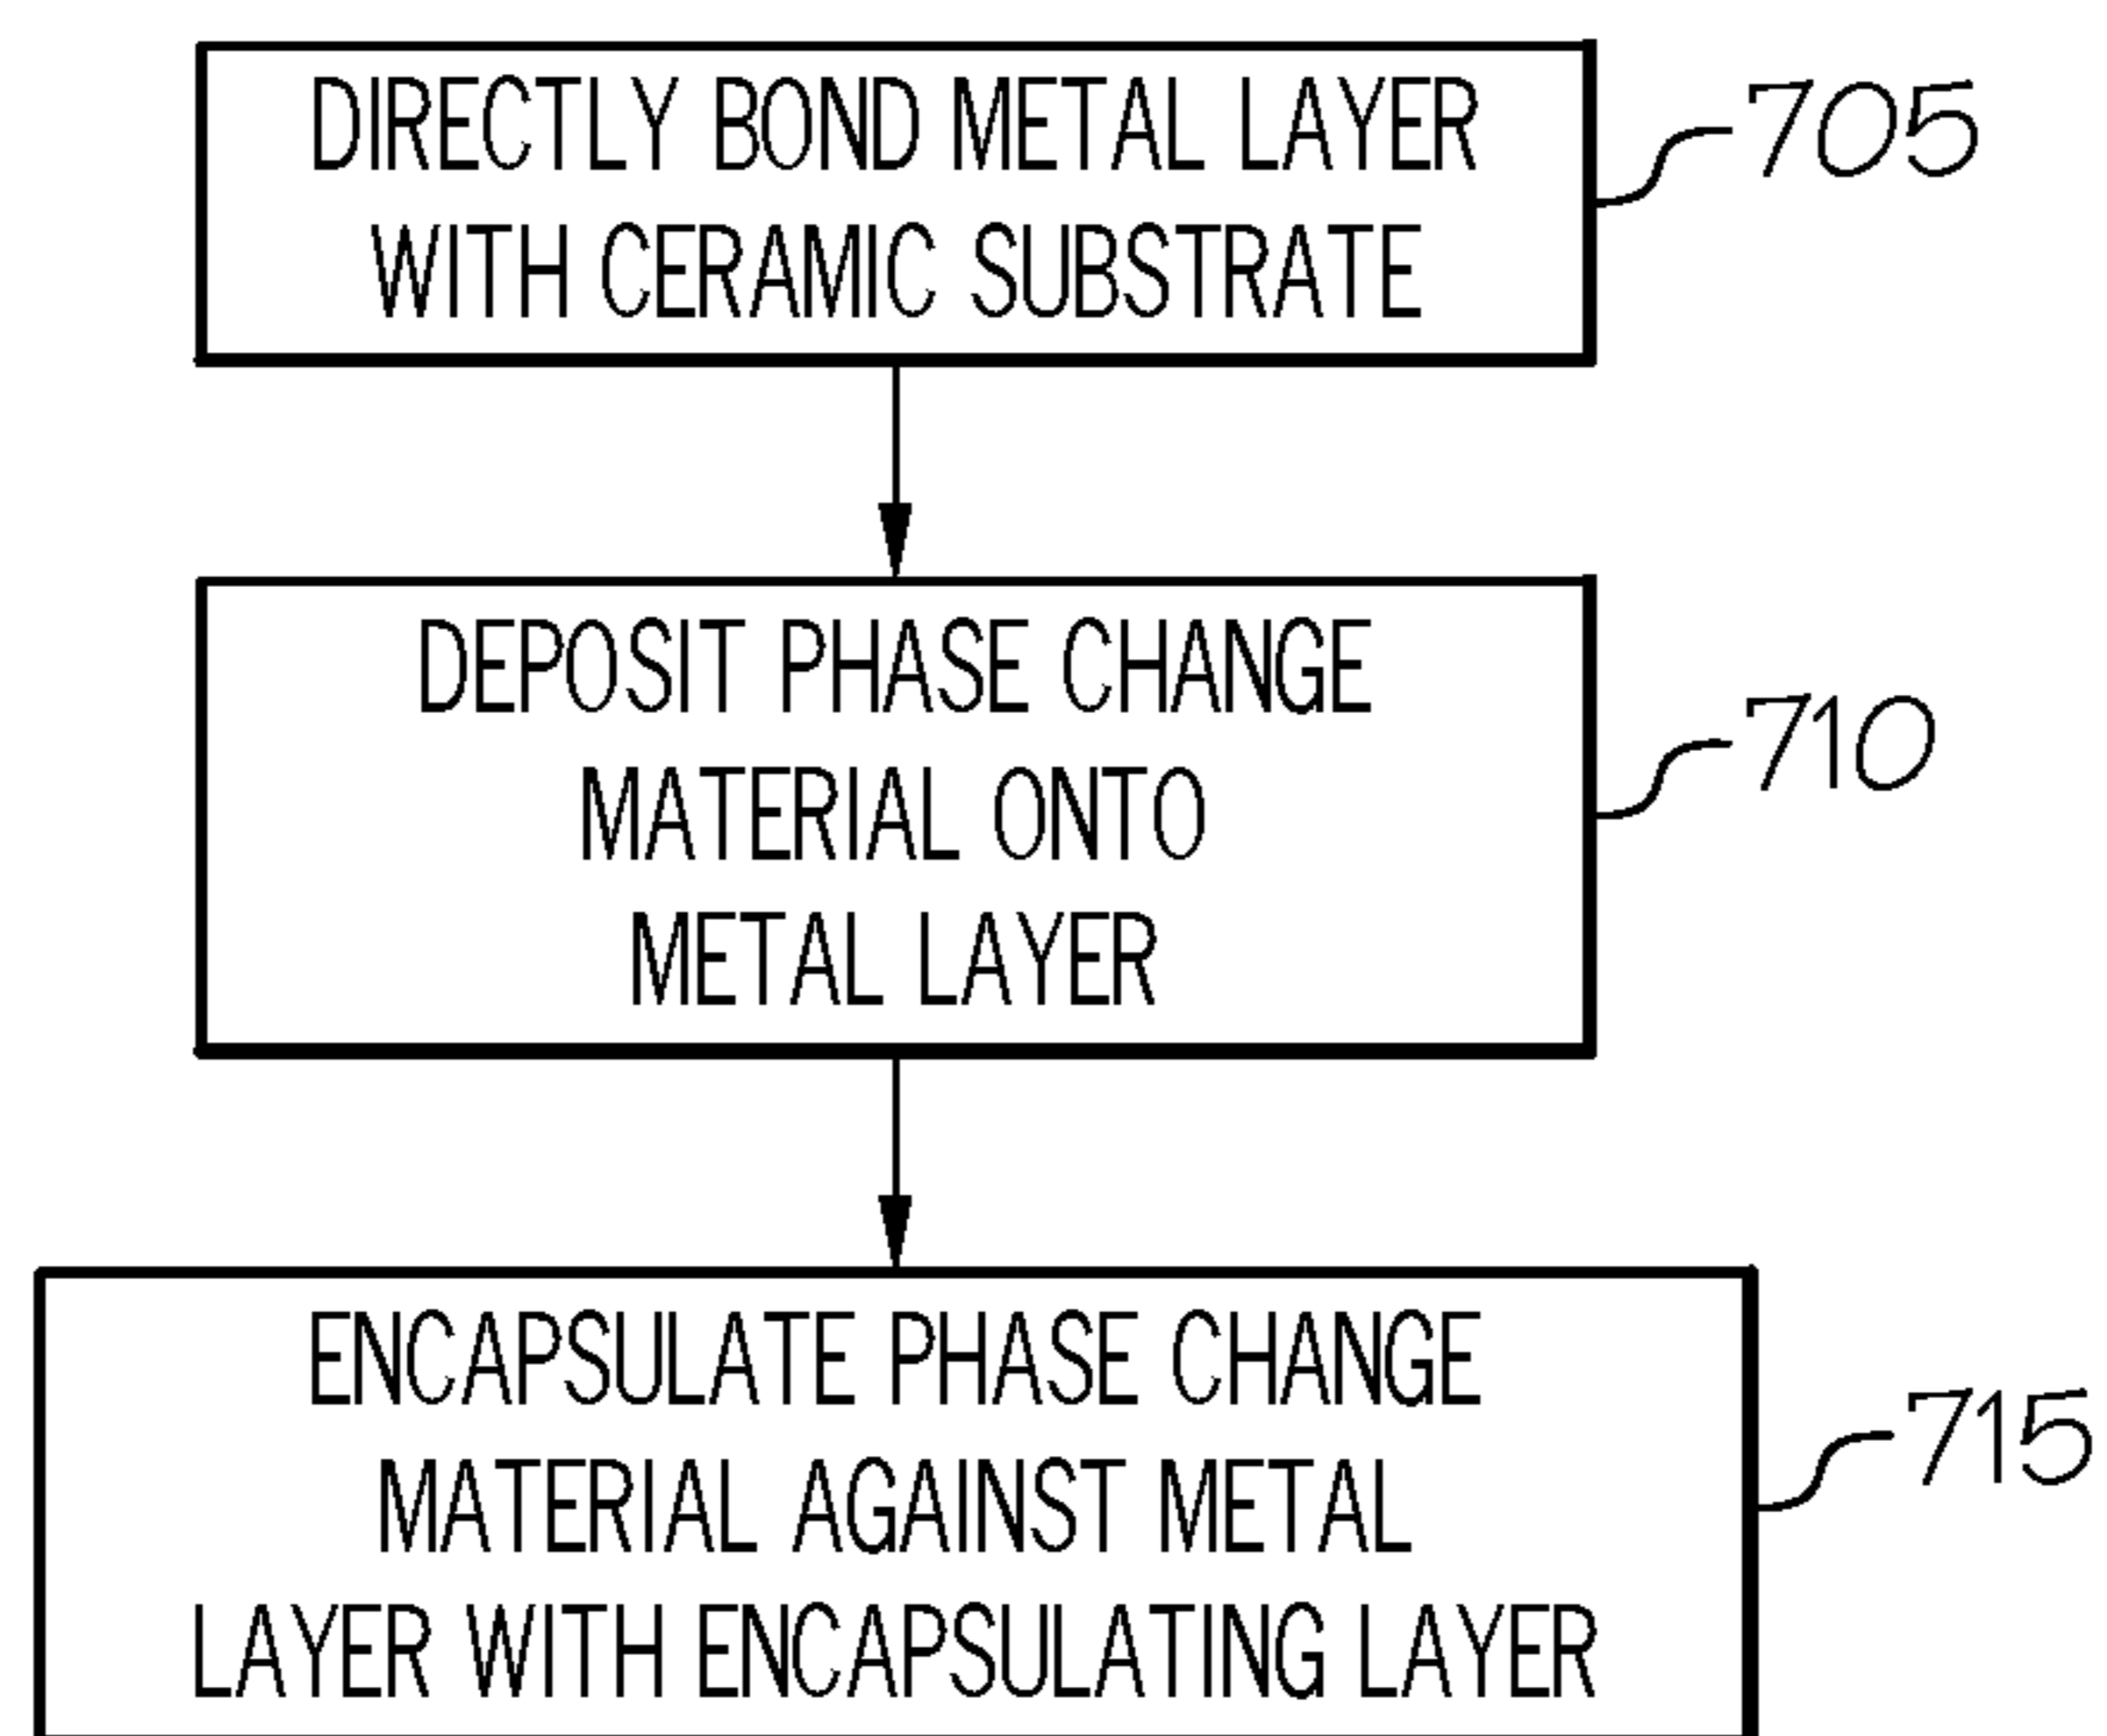 DIRECTLY BOND METAL LAYER
WITH CERAMIC SUBSTRATE
705
DEPOSIT PHASE CHANGE
MATERIAL ONTO
METAL LAYER
710
ENCAPSULATE PHASE CHANGE
MATERIAL AGAINST METAL
LAYER WITH ENCAPSULATING LAYER
715